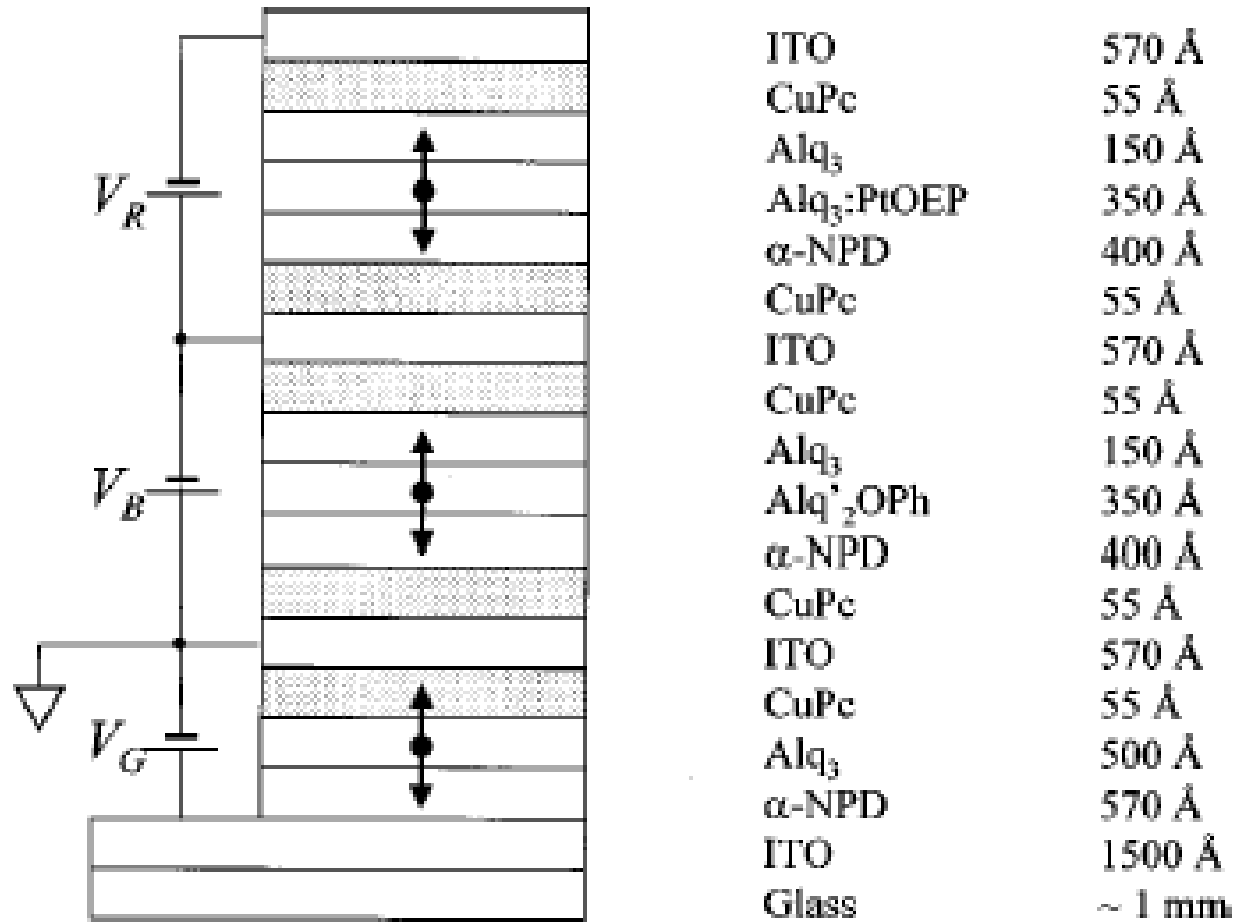 ITO 570 Å
CuPc 55 Å
Alq₃ 150 Å
Alq₃:PtOEP 350 Å
α-NPD 400 Å
CuPc 55 Å
ITO 570 Å
CuPc 55 Å
Alq₃ 150 Å
Alq'₂OPh 350 Å
α-NPD 400 Å
CuPc 55 Å
ITO 570 Å
CuPc 55 Å
Alq₃ 500 Å
α-NPD 570 Å
ITO 1500 Å
Glass ~ 1 mm
V_R
V_B
V_G